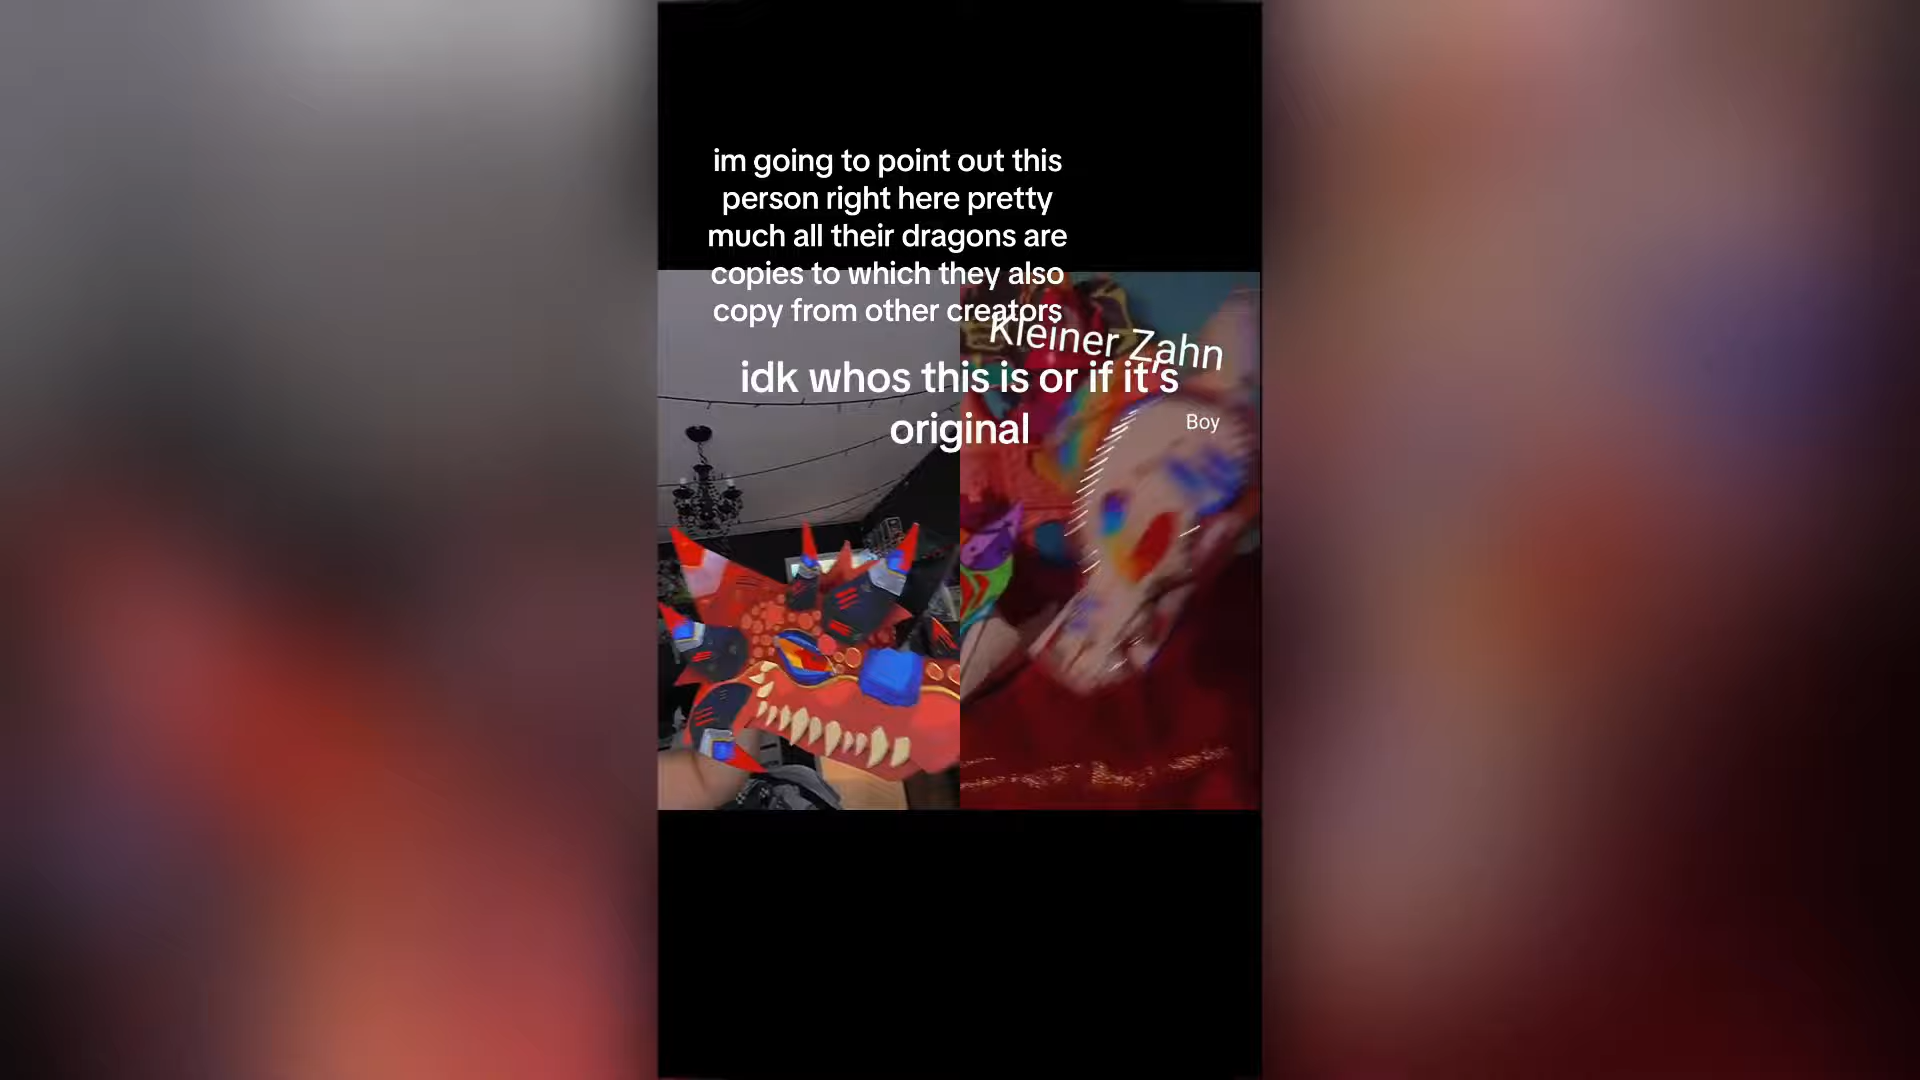 im going to point out this
person right here pretty
much all their dragons are
copies to which they also
copy from other creators
Kleiner Zahn
idk whos this is or if it's
original
Boy